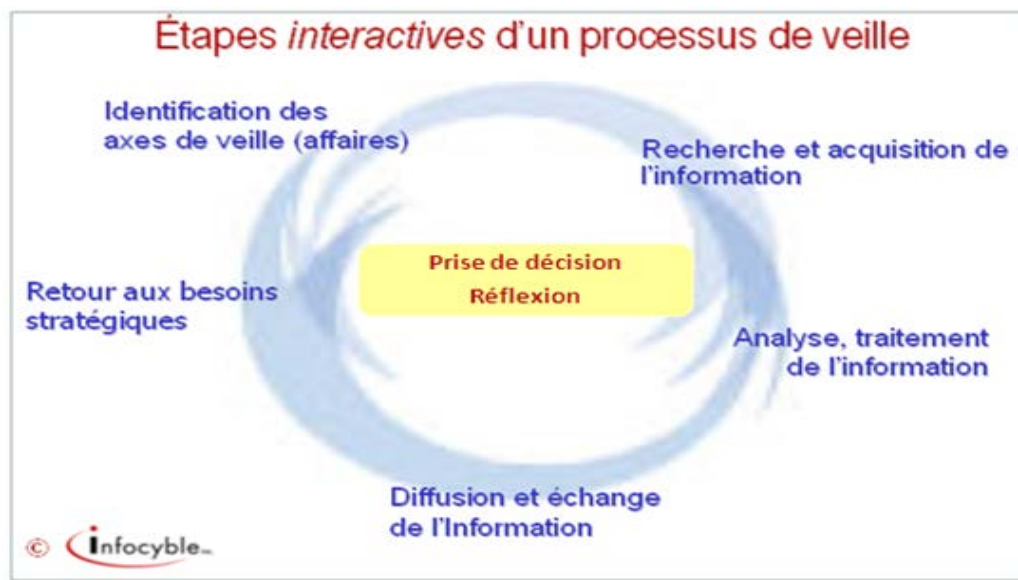 Étapes interactives d'un processus de veille
Identification des
axes de veille (affaires)
Recherche et acquisition de
l'information
Prise de décision
Réflexion
Retour aux besoins
stratégiques
Analyse, traitement
de l'information
Diffusion et échange
de l'Information
© infocyble